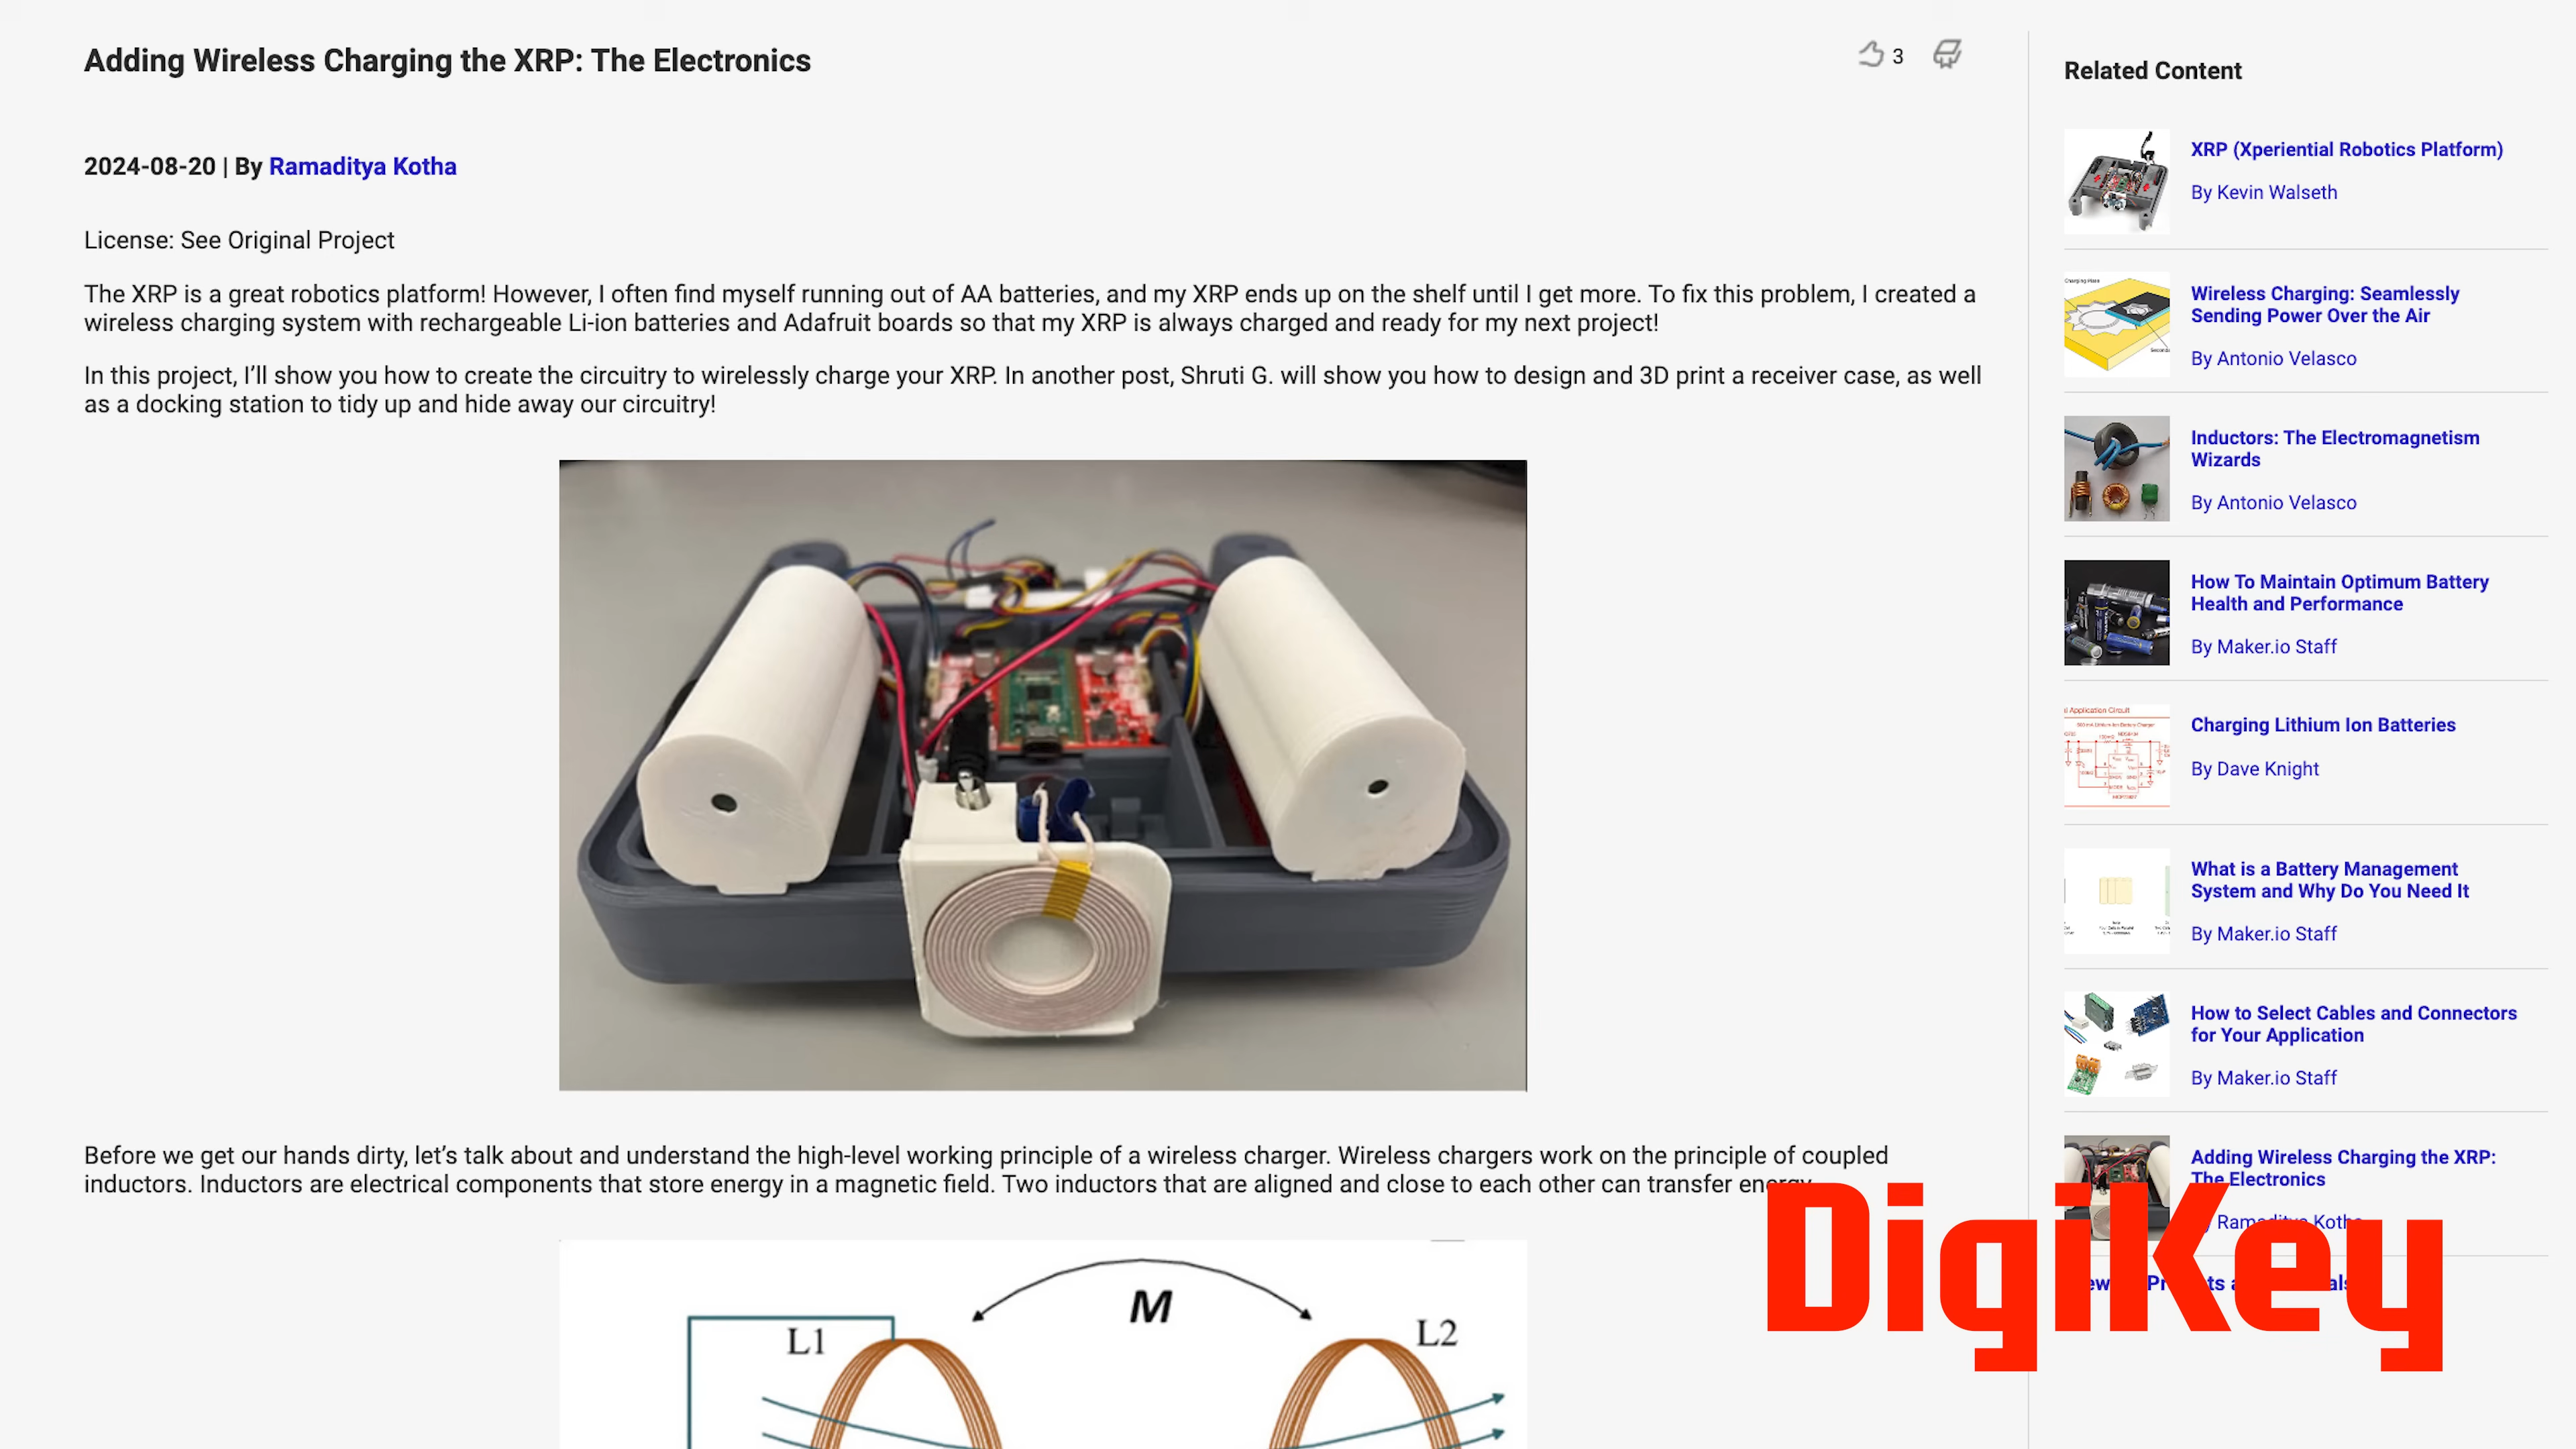 Adding Wireless Charging the XRP: The Electronics
3
2024-08-20 | By Ramaditya Kotha
License: See Original Project
The XRP is a great robotics platform! However, I often find myself running out of AA batteries, and my XRP ends up on the shelf until I get more. To fix this problem, I created a
wireless charging system with rechargeable Li-ion batteries and Adafruit boards so that my XRP is always charged and ready for my next project!
In this project, I'll show you how to create the circuitry to wirelessly charge your XRP. In another post, Shruti G. will show you how to design and 3D print a receiver case, as well
as a docking station to tidy up and hide away our circuitry!
Before we get our hands dirty, let's talk about and understand the high-level working principle of a wireless charger. Wireless chargers work on the principle of coupled
inductors. Inductors are electrical components that store energy in a magnetic field. Two inductors that are aligned and close to each other can transfer energy.
M
L1
L2
Related Content
XRP (Xperiential Robotics Platform)
By Kevin Walseth
Wireless Charging: Seamlessly
Sending Power Over the Air
By Antonio Velasco
Inductors: The Electromagnetism
Wizards
By Antonio Velasco
How To Maintain Optimum Battery
Health and Performance
By Maker.io Staff
Charging Lithium Ion Batteries
By Dave Knight
What is a Battery Management
System and Why Do You Need It
By Maker.io Staff
How to Select Cables and Connectors
for Your Application
By Maker.io Staff
Adding Wireless Charging the XRP:
The Electronics
Ramaditya Kotha
DigiKey